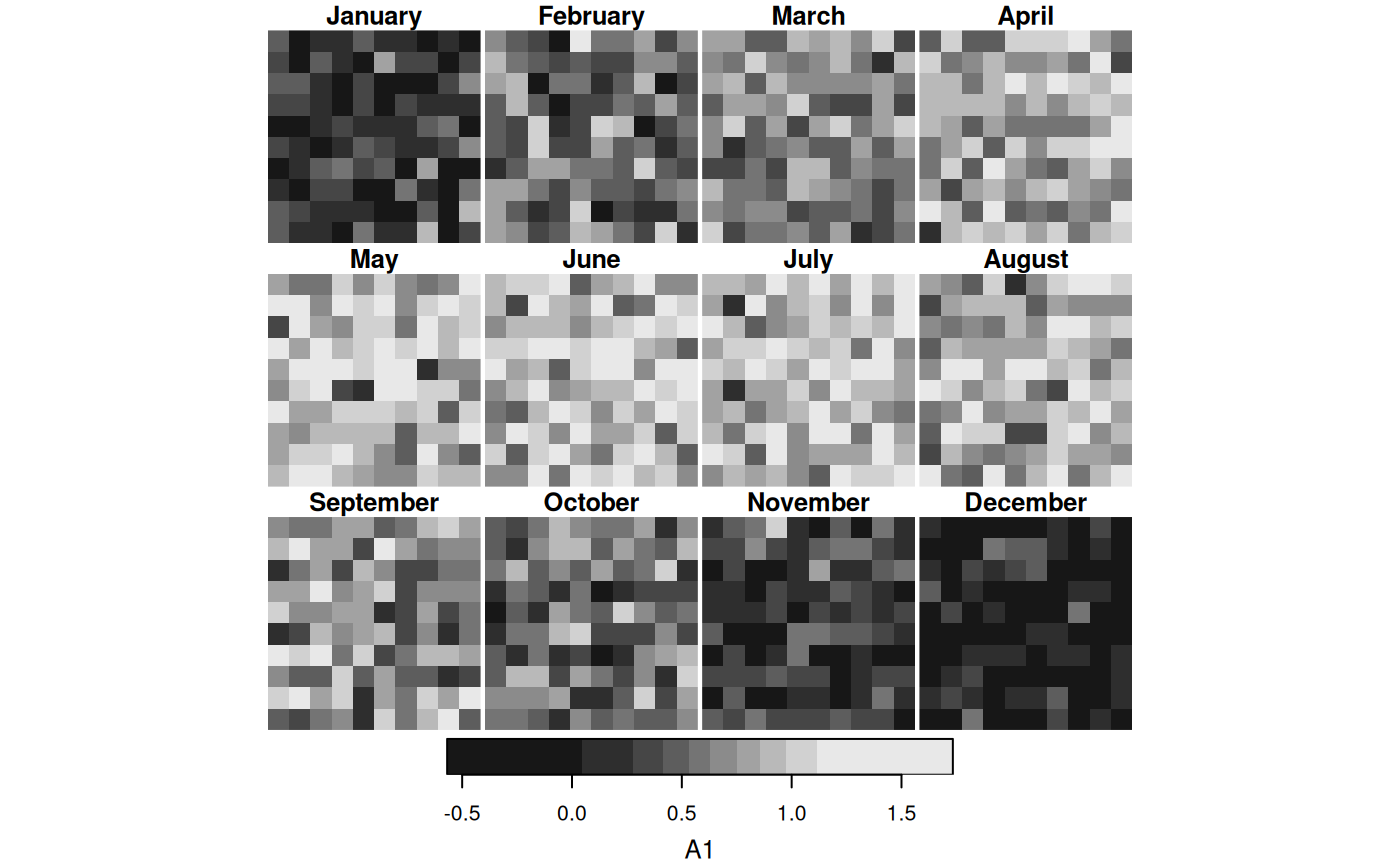 January February March April
May June July August
September October November December
-0.5 0.0 0.5 1.0 1.5
A1